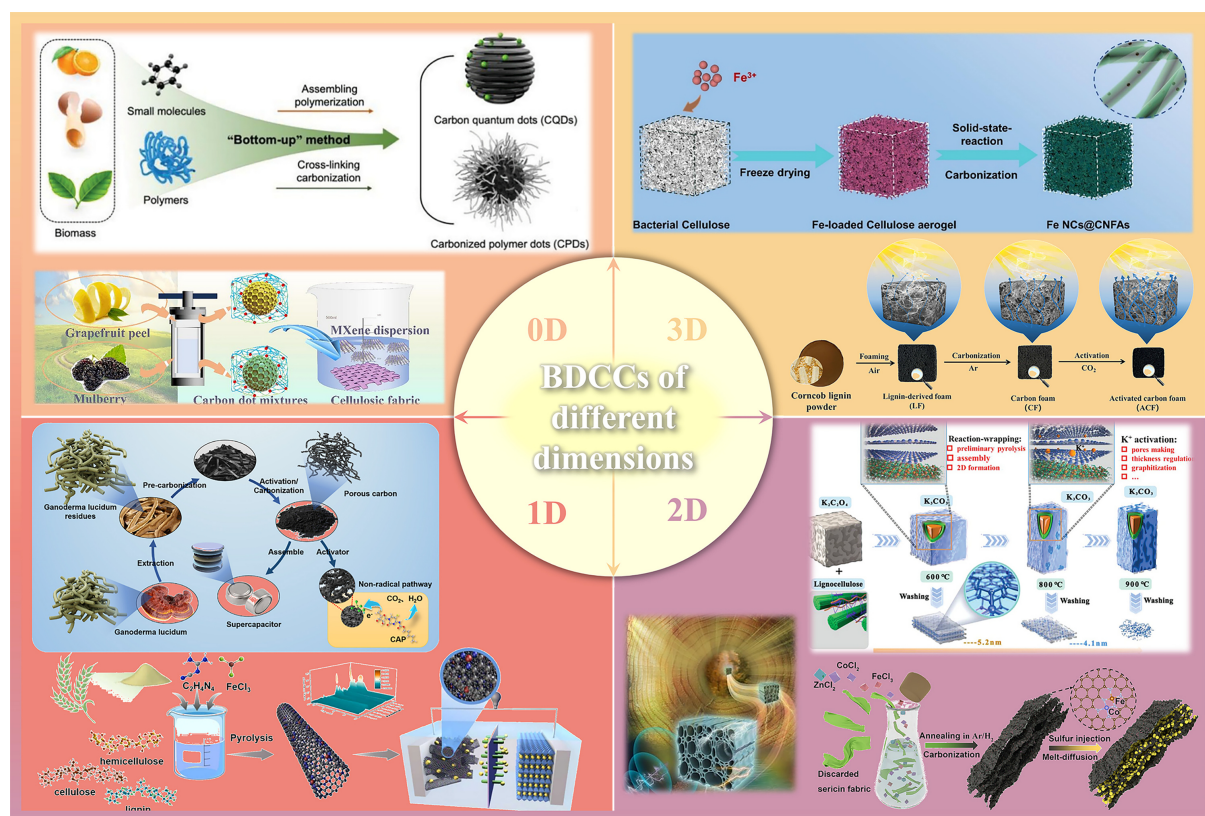 Small molecules
Polymers
Biomass
"Bottom-up" method
Assembling
polymerization
Cross-linking
carbonization
Carbon quantum dots (CQDs)
Carbonized polymer dots (CPDs)
Grapefruit peel
Mulberry
Carbon dot mixtures
MXene dispersion
Cellulosic fabric
Fe³⁺
Bacterial Cellulose
Freeze drying
Fe-loaded Cellulose aerogel
Solid-state-
reaction
Carbonization
Fe NCs@CNFAs
Corncob lignin
powder
Foaming
Air
Lignin-derived foam
(LF)
Carbonization
Ar
Carbon foam
(CF)
Activation
CO₂
Activated carbon foam
(ACF)
0D
3D
BDCCs of
different
dimensions
1D
2D
Ganoderma lucidum
residues
Pre-carbonization
Activation/
Carbonization
Porous carbon
Extraction
Assemble
Activator
Ganoderma lucidum
Supercapacitor
Non-radical pathway
CO₂, H₂O
e⁻
CAP
C₂H₄N₄
FeCl₃
hemicellulose
cellulose
lignin
Pyrolysis
Reaction-wrapping:
preliminary pyrolysis
assembly
2D formation
K⁺
K⁺ activation:
pores making
thickness regulation
graphitization
...
K₂C₂O₄
+
Lignocellulose
K₂CO₃
600 ℃
Washing
----5.2nm
K₂CO₃
800 ℃
Washing
----4.1nm
K₂CO₃
900 ℃
Washing
CoCl₂
ZnCl₂
FeCl₃
Discarded
sericin fabric
Annealing in Ar/H₂
Carbonization
Fe
Co
Sulfur injection
Melt-diffusion